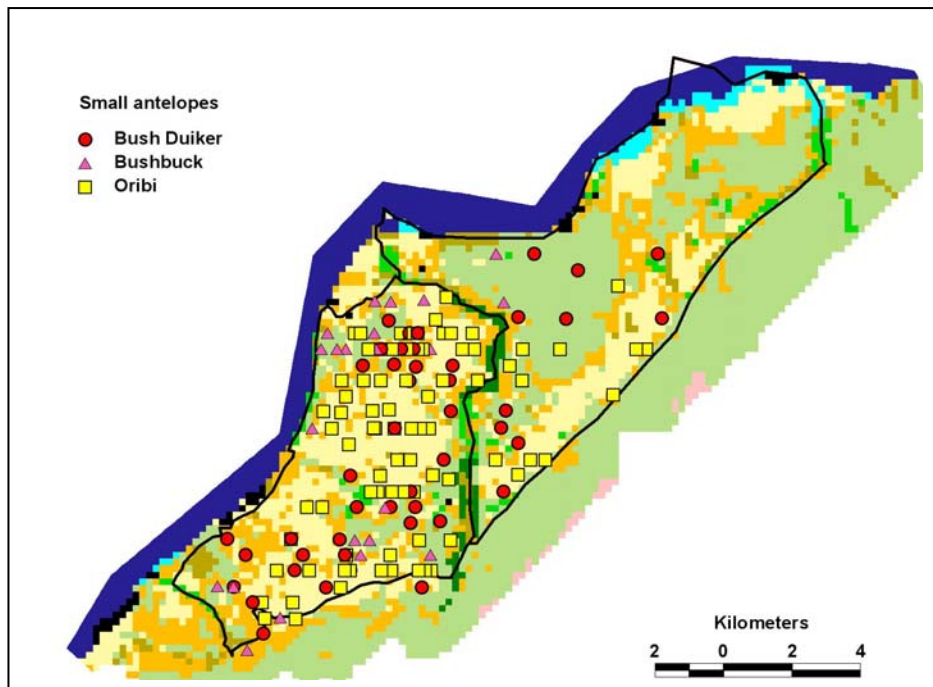 Small antelopes
Bush Duiker
Bushbuck
Oribi
Kilometers
2 0 2 4